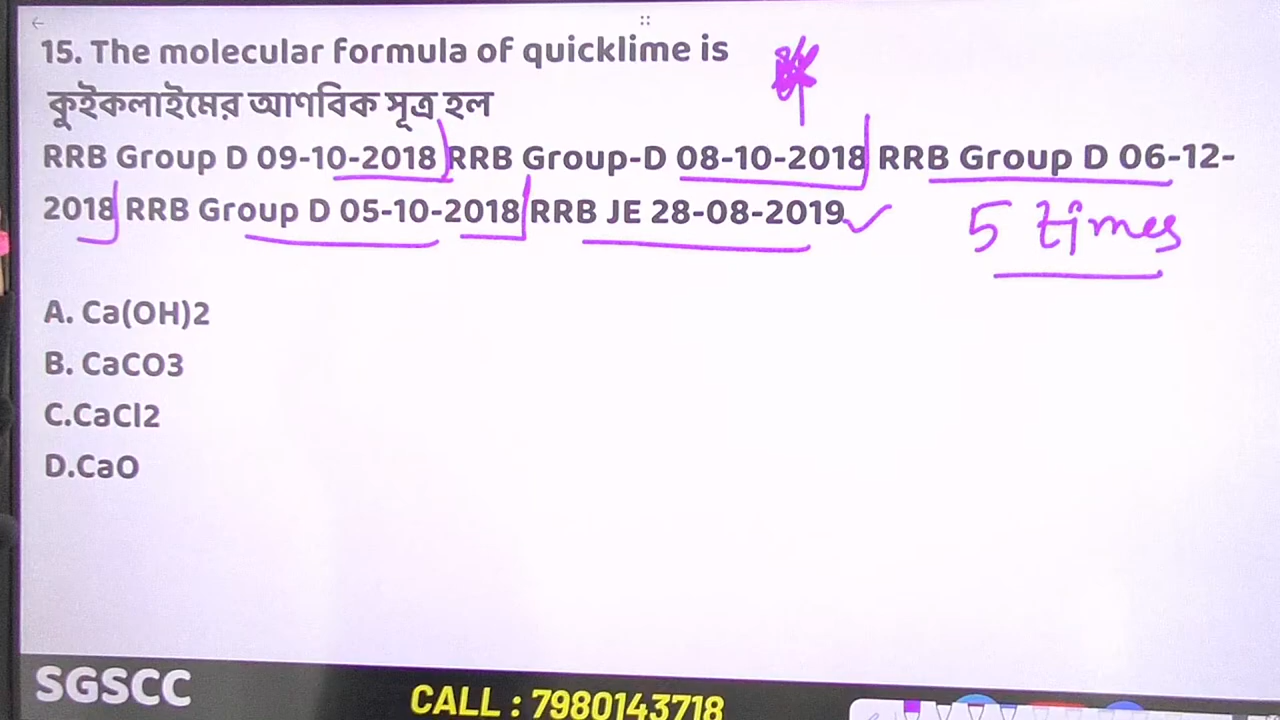 15. The molecular formula of quicklime is
কুইকলাইমের আণবিক সূত্র হল
RRB Group D 09-10-2018 RRB Group-D 08-10-2018 RRB Group D 06-12-
2018 RRB Group D 05-10-2018 RRB JE 28-08-2019
5 times
A. Ca(OH)2
B. CaCO3
C.CaCl2
D.CaO
SGSCC
CALL : 7980143718